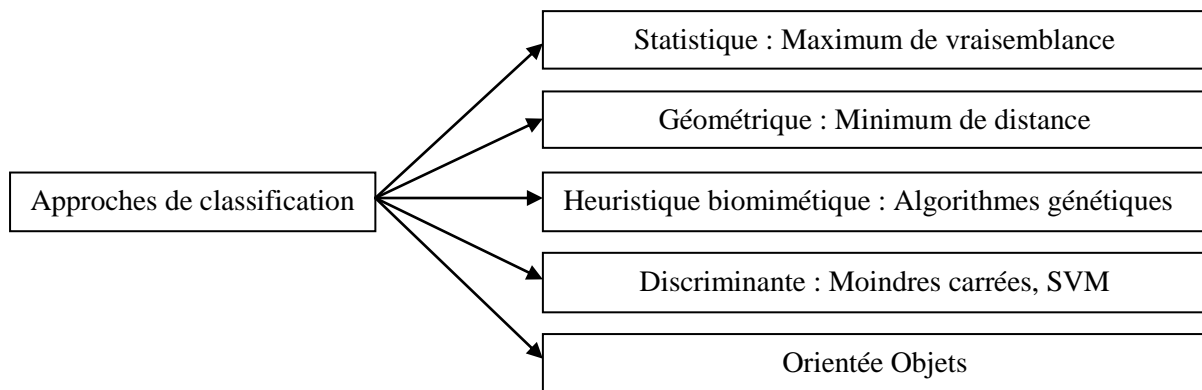 Statistique : Maximum de vraisemblance
Géométrique : Minimum de distance
Approches de classification
Heuristique biomimétique : Algorithmes génétiques
Discriminante : Moindres carrées, SVM
Orientée Objets